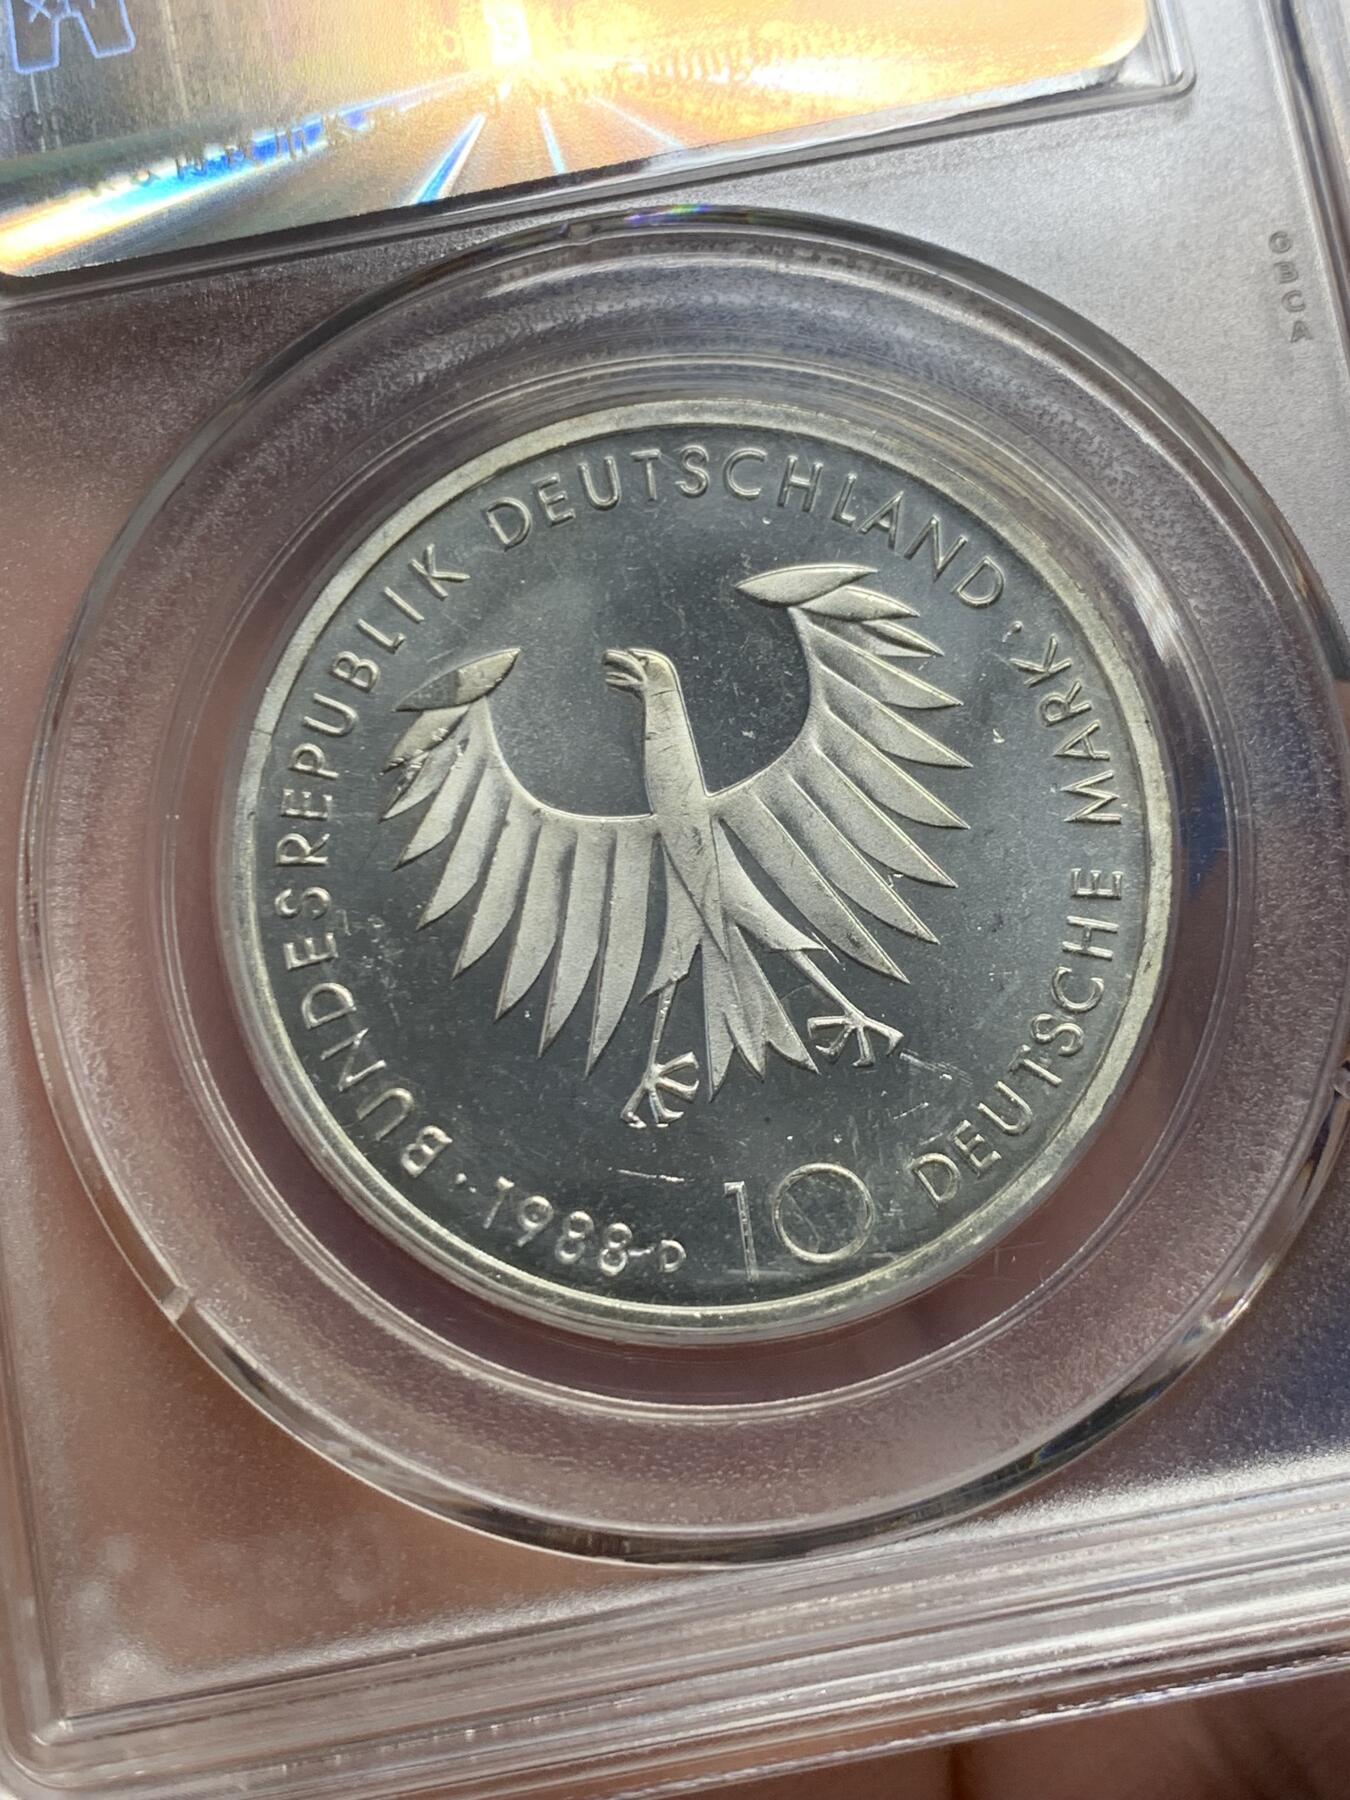 BUNDESREPUBLIK DEUTSCHLAND
10 DEUTSCHE MARK
1988 D
GBCA